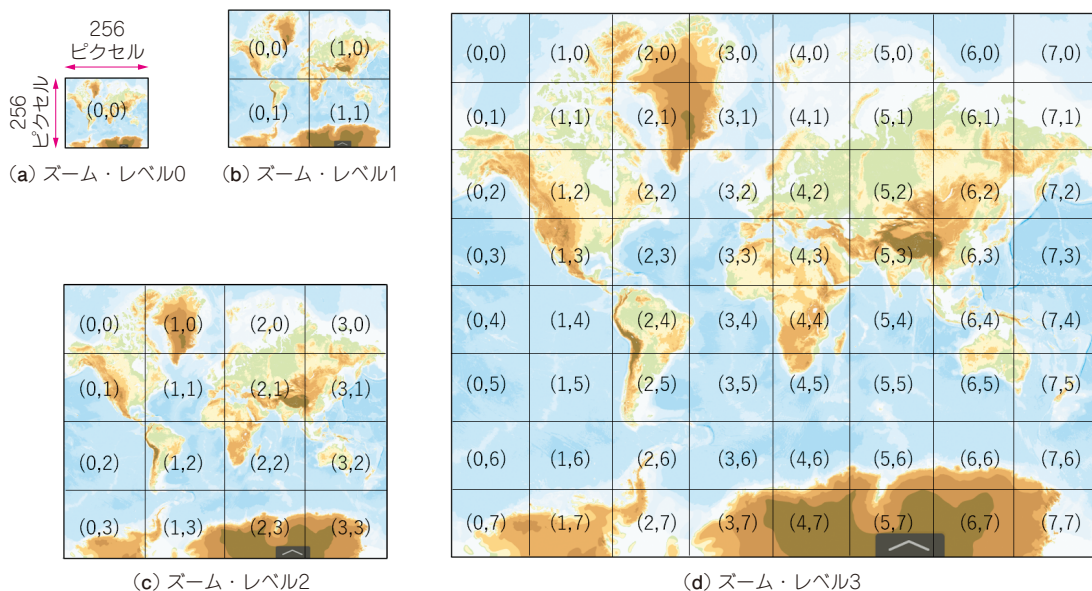 256
ピクセル
256
ピクセル
(0,0)
(a) ズーム・レベル0
(0,0) (1,0)
(0,1) (1,1)
(b) ズーム・レベル1
(0,0) (1,0) (2,0) (3,0)
(0,1) (1,1) (2,1) (3,1)
(0,2) (1,2) (2,2) (3,2)
(0,3) (1,3) (2,3) (3,3)
(c) ズーム・レベル2
(0,0) (1,0) (2,0) (3,0) (4,0) (5,0) (6,0) (7,0)
(0,1) (1,1) (2,1) (3,1) (4,1) (5,1) (6,1) (7,1)
(0,2) (1,2) (2,2) (3,2) (4,2) (5,2) (6,2) (7,2)
(0,3) (1,3) (2,3) (3,3) (4,3) (5,3) (6,3) (7,3)
(0,4) (1,4) (2,4) (3,4) (4,4) (5,4) (6,4) (7,4)
(0,5) (1,5) (2,5) (3,5) (4,5) (5,5) (6,5) (7,5)
(0,6) (1,6) (2,6) (3,6) (4,6) (5,6) (6,6) (7,6)
(0,7) (1,7) (2,7) (3,7) (4,7) (5,7) (6,7) (7,7)
(d) ズーム・レベル3